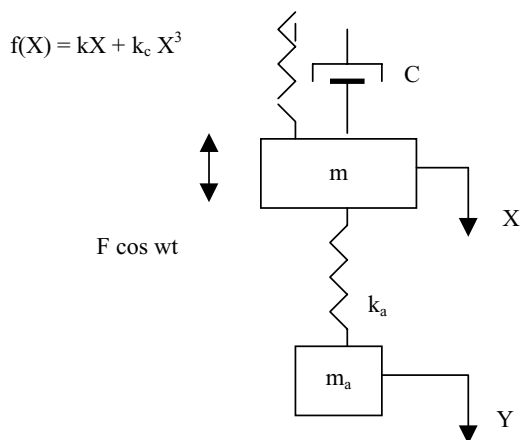 f(X) = kX + k_c X^3
C
m
X
F cos wt
k_a
m_a
Y